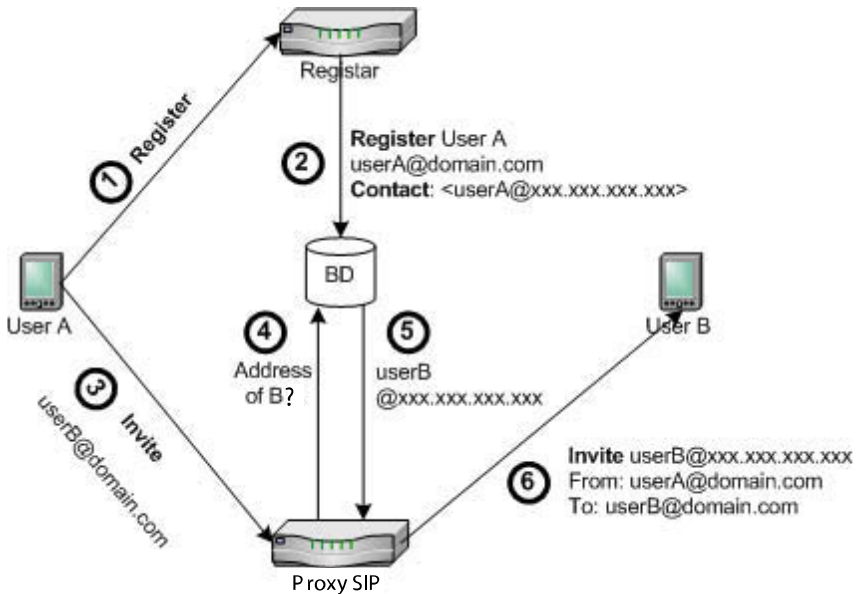 Registar
1 Register
2
Register User A
userA@domain.com
Contact: <userA@xxx.xxx.xxx.xxx>
BD
User A
User B
4
Address
of B?
5
userB
@xxx.xxx.xxx.xxx
3 Invite
userB@domain.com
6
Invite userB@xxx.xxx.xxx.xxx
From: userA@domain.com
To: userB@domain.com
Proxy SIP